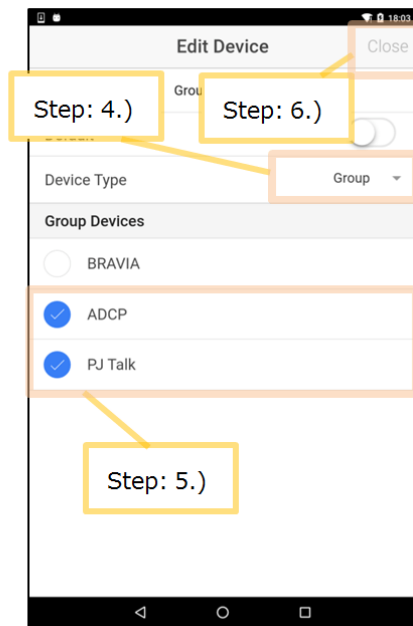 18:03
Edit Device
Close
Step: 4.)
Grou
Step: 6.)
Device Type
Group
Group Devices
BRAVIA
ADCP
PJ Talk
Step: 5.)